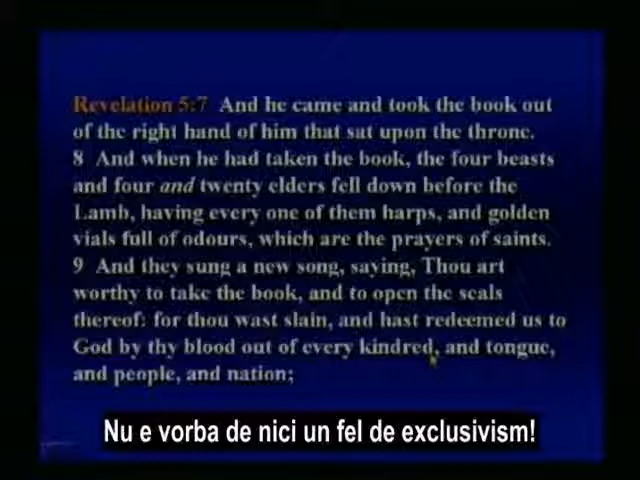 Revelation 5:7 And he came and took the book out
of the right hand of him that sat upon the throne.
8 And when he had taken the book, the four beasts
and four and twenty elders fell down before the
Lamb, having every one of them harps, and golden
vials full of odours, which are the prayers of saints.
9 And they sung a new song, saying, Thou art
worthy to take the book, and to open the seals
thereof: for thou wast slain, and hast redeemed us to
God by thy blood out of every kindred, and tongue,
and people, and nation;
Nu e vorba de nici un fel de exclusivism!